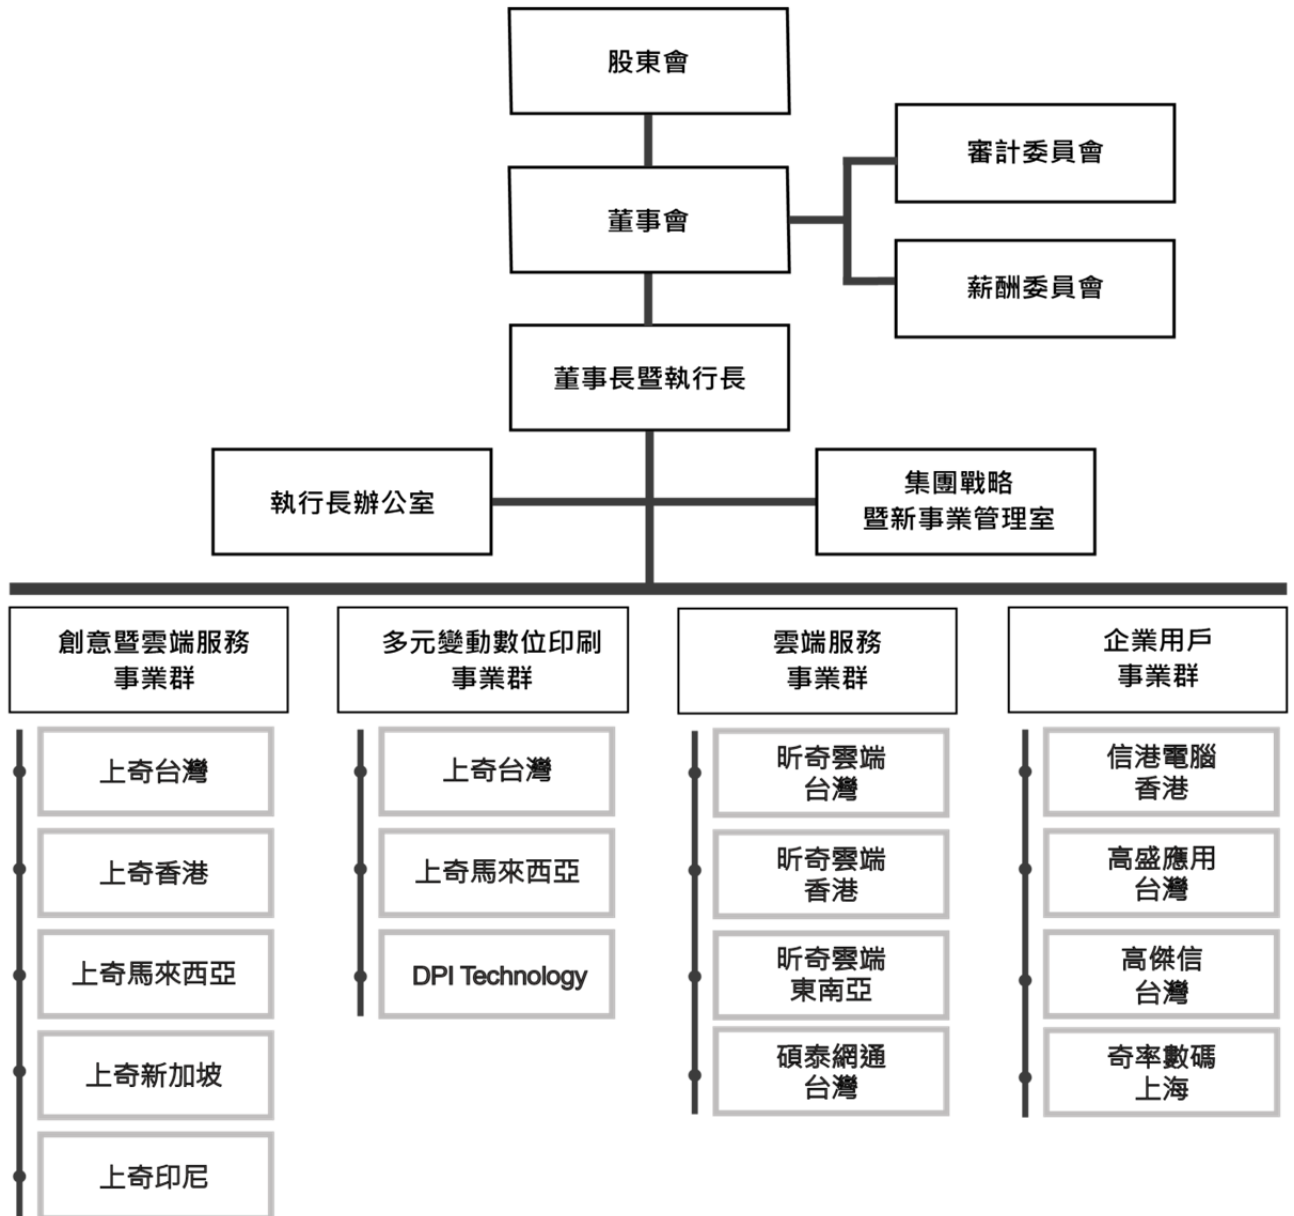 股東會
審計委員會
董事會
薪酬委員會
董事長暨執行長
執行長辦公室
集團戰略
暨新事業管理室
創意暨雲端服務
事業群
上奇台灣
上奇香港
上奇馬來西亞
上奇新加坡
上奇印尼
多元變動數位印刷
事業群
上奇台灣
上奇馬來西亞
DPI Technology
雲端服務
事業群
昕奇雲端
台灣
昕奇雲端
香港
昕奇雲端
東南亞
碩泰網通
台灣
企業用戶
事業群
信港電腦
香港
高盛應用
台灣
高傑信
台灣
奇率數碼
上海